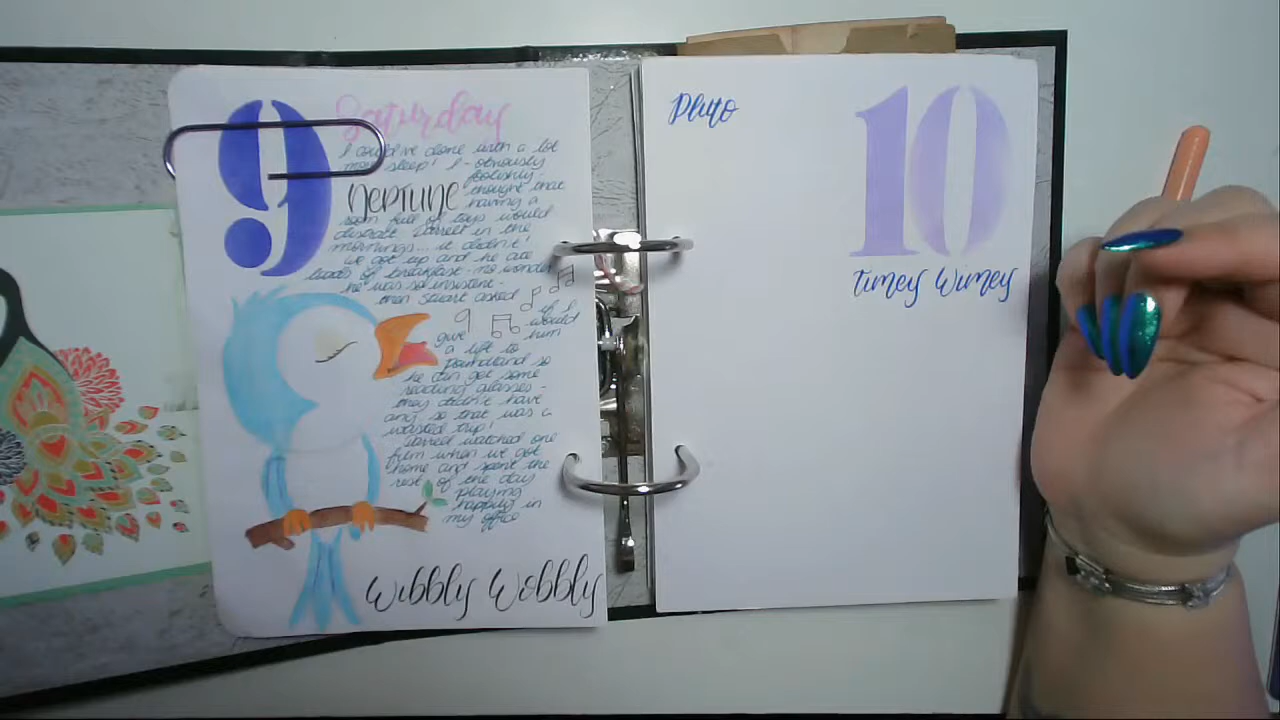 9
Saturday
I could've done with a lot
more sleep! I obviously
foolishly
NEPTUNE
thought that
having a
room full of toys would
distract Darrell in the
mornings... it didn't!
we got up and he ate
loads of breakfast - no wonder
he was so insistent -
then Stuart asked
if I
would
give him
a lift to
poundland so
he can get some
reading glasses -
they didn't have
any so that was a
wasted trip!
watched one
film when we got
home and spent the
rest of the day
playing
happily in
my office
Wibbly Wobbly
Pluto
10
Timey Wimey